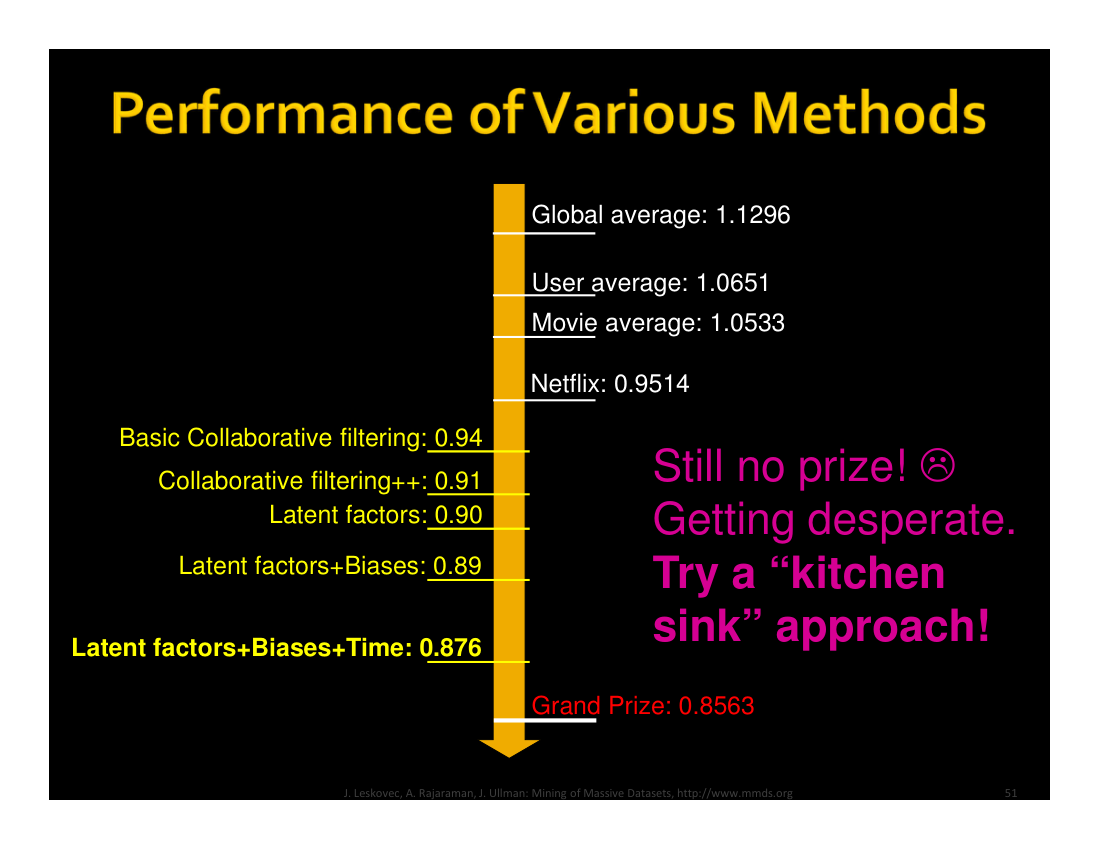 Performance of Various Methods
Global average: 1.1296
User average: 1.0651
Movie average: 1.0533
Netflix: 0.9514
Basic Collaborative filtering: 0.94
Collaborative filtering++: 0.91
Latent factors: 0.90
Latent factors+Biases: 0.89
Latent factors+Biases+Time: 0.876
Still no prize! ☹
Getting desperate.
Try a “kitchen
sink” approach!
Grand Prize: 0.8563
J. Leskovec, A. Rajaraman, J. Ullman: Mining of Massive Datasets, http://www.mmds.org
51